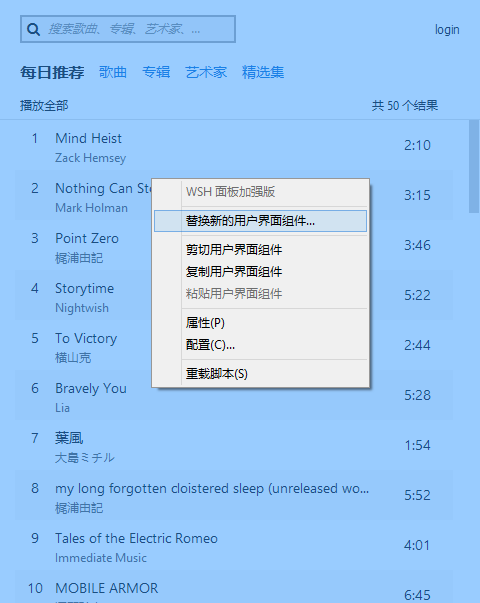 搜索歌曲、专辑、艺术家、...
login
每日推荐 歌曲 专辑 艺术家 精选集
播放全部 共 50 个结果
1 Mind Heist 2:10
Zack Hemsey
2 Nothing Can 3:15
Mark Holman
3 Point Zero 3:46
梶浦由記
4 Storytime 5:22
Nightwish
5 To Victory 2:44
横山克
6 Bravely You 5:28
Lia
7 葉風 1:54
大島ミチル
8 my long forgotten cloistered sleep (unreleased wo... 5:52
梶浦由記
9 Tales of the Electric Romeo 4:01
Immediate Music
10 MOBILE ARMOR 6:45
WSH 面板加强版
替换新的用户界面组件...
剪切用户界面组件
复制用户界面组件
粘贴用户界面组件
属性(P)
配置(C)...
重载脚本(S)